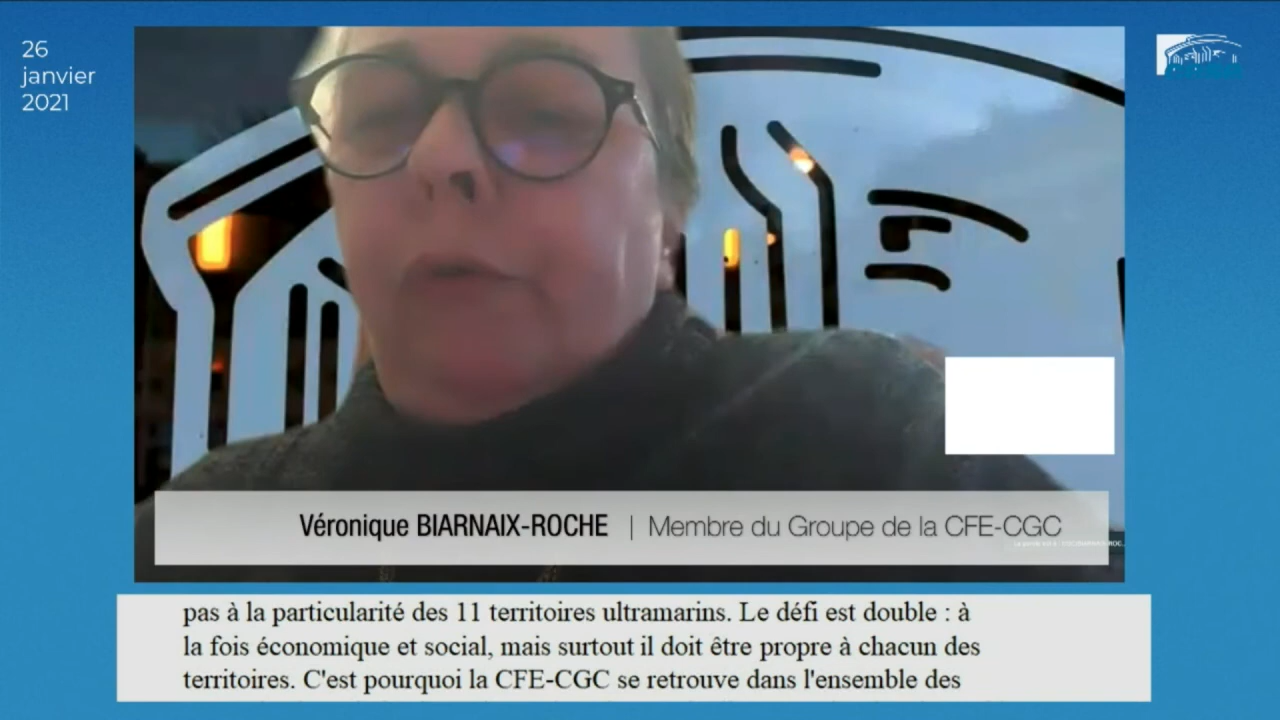 26
janvier
2021
Véronique BIARNAIX-ROCHE | Membre du Groupe de la CFE-CGC
pas à la particularité des 11 territoires ultramarins. Le défi est double : à
la fois économique et social, mais surtout il doit être propre à chacun des
territoires. C'est pourquoi la CFE-CGC se retrouve dans l'ensemble des